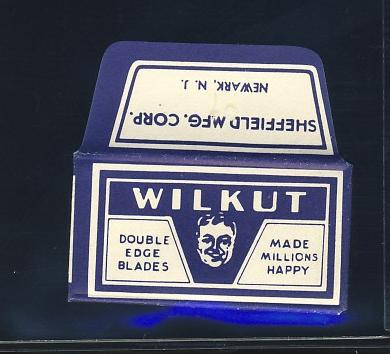 SHEFFIELD MFG. CORP.
NEWARK, N. J.
WILKUT
DOUBLE
EDGE
BLADES
MADE
MILLIONS
HAPPY